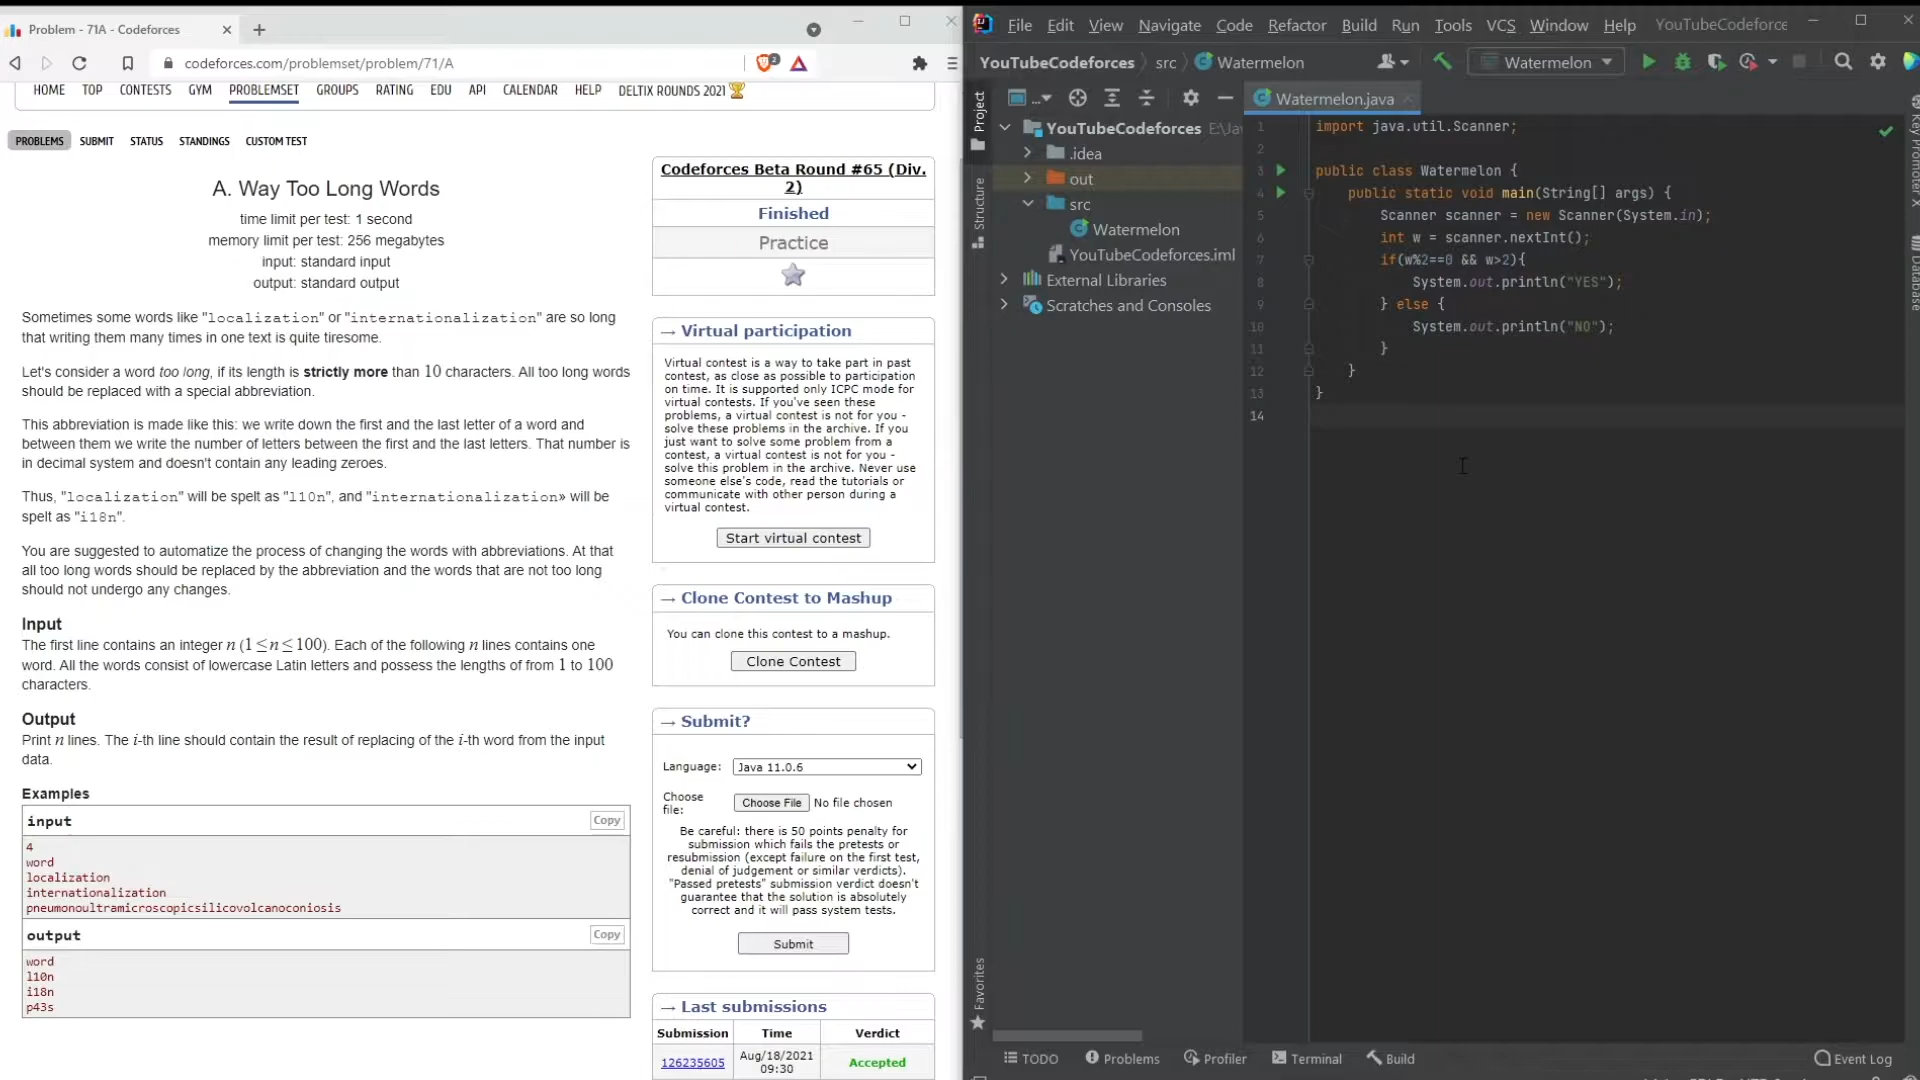 Problem - 71A - Codeforces
codeforces.com/problemset/problem/71/A
HOME TOP CONTESTS GYM PROBLEMSET GROUPS RATING EDU API CALENDAR HELP DELTIX ROUNDS 2021
PROBLEMS SUBMIT STATUS STANDINGS CUSTOM TEST
A. Way Too Long Words
time limit per test: 1 second
memory limit per test: 256 megabytes
input: standard input
output: standard output
Sometimes some words like "localization" or "internationalization" are so long
that writing them many times in one text is quite tiresome.
Let's consider a word too long, if its length is strictly more than 10 characters. All too long words
should be replaced with a special abbreviation.
This abbreviation is made like this: we write down the first and the last letter of a word and
between them we write the number of letters between the first and the last letters. That number is
in decimal system and doesn't contain any leading zeroes.
Thus, "localization" will be spelt as "l10n", and "internationalization» will be
spelt as "i18n".
You are suggested to automatize the process of changing the words with abbreviations. At that
all too long words should be replaced by the abbreviation and the words that are not too long
should not undergo any changes.
Input
The first line contains an integer n (1≤n≤100). Each of the following n lines contains one
word. All the words consist of lowercase Latin letters and possess the lengths of from 1 to 100
characters.
Output
Print n lines. The i-th line should contain the result of replacing of the i-th word from the input
data.
Examples
input
Copy
4
word
localization
internationalization
pneumonoultramicroscopicsilicovolcanoconiosis
output
Copy
word
l10n
i18n
p43s
Codeforces Beta Round #65 (Div.
2)
Finished
Practice
→ Virtual participation
Virtual contest is a way to take part in past
contest, as close as possible to participation
on time. It is supported only ICPC mode for
virtual contests. If you've seen these
problems, a virtual contest is not for you -
solve these problems in the archive. If you
just want to solve some problem from a
contest, a virtual contest is not for you -
solve this problem in the archive. Never use
someone else's code, read the tutorials or
communicate with other person during a
virtual contest.
Start virtual contest
→ Clone Contest to Mashup
You can clone this contest to a mashup.
Clone Contest
→ Submit?
Language: Java 11.0.6
Choose
file:
Choose File No file chosen
Be careful: there is 50 points penalty for
submission which fails the pretests or
resubmission (except failure on the first test,
denial of judgement or similar verdicts).
"Passed pretests" submission verdict doesn't
guarantee that the solution is absolutely
correct and it will pass system tests.
Submit
→ Last submissions
Submission Time Verdict
126235605 Aug/18/2021 Accepted
09:30
File Edit View Navigate Code Refactor Build Run Tools VCS Window Help YouTubeCodeforce
YouTubeCodeforces src Watermelon
Watermelon
Project
Structure
Favorites
YouTubeCodeforces E:\Ja
.idea
out
src
Watermelon
YouTubeCodeforces.iml
External Libraries
Scratches and Consoles
Watermelon.java
1 import java.util.Scanner;
2
3 public class Watermelon {
4 public static void main(String[] args) {
5 Scanner scanner = new Scanner(System.in);
6 int w = scanner.nextInt();
7 if(w%2==0 && w>2){
8 System.out.println("YES");
9 } else {
10 System.out.println("NO");
11 }
12 }
13 }
14
Key Promoter X
Database
TODO Problems Profiler Terminal Build Event Log